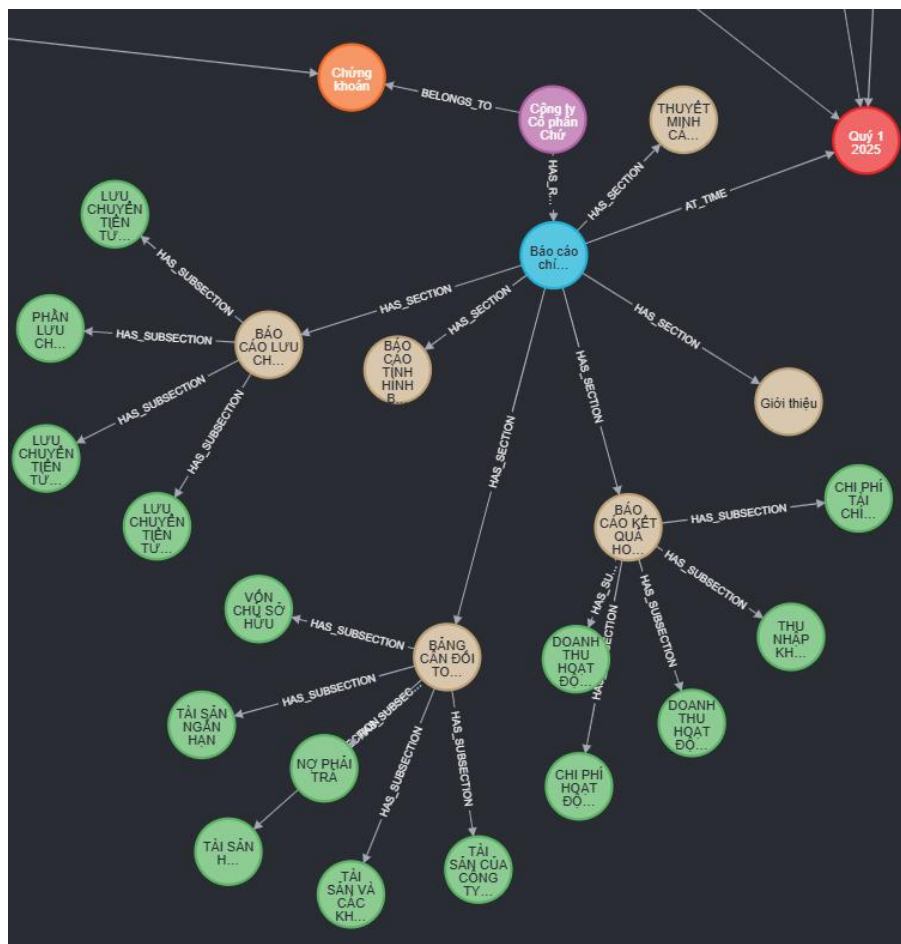 Chứng
khoán
BELONGS_TO
Công ty
Cổ phần
Chứ
THUYẾT
MINH
CÁ...
Quý 1
2025
HAS_R...
HAS_SECTION
AT_TIME
LƯU
CHUYỂN
TIỀN
TỪ...
Báo cáo
chí...
HAS_SUBSECTION
HAS_SECTION
HAS_SECTION
HAS_SECTION
PHẦN
LƯU
CH...
HAS_SUBSECTION
BÁO
CÁO LƯU
CH...
BÁO
CÁO
TÌNH
HÌNH
B...
HAS_SECTION
Giới thiệu
HAS_SUBSECTION
HAS_SUBSECTION
LƯU
CHUYỂN
TIỀN
TỪ...
HAS_SECTION
LƯU
CHUYỂN
TIỀN
TỪ...
BÁO
CÁO KẾT
QUẢ
HO...
HAS_SUBSECTION
CHI PHÍ
TÀI
CHÍ...
HAS_SU...
HAS_SUBSECTION
HAS_SUBSECTION
VỐN
CHỦ SỞ
HỮU
HAS_SUBSECTION
BẢNG
CÂN ĐỐI
TO...
DOANH
THU HOẠT
ĐỘ...
THU
NHẬP
KH...
HAS_SUBSECTION
TÀI SẢN
NGẮN
HẠN
DOANH
THU
HOẠT
ĐỘ...
NỢ PHẢI
TRẢ
HAS_SUBSECTION
HAS_SUBSECTION
CHI PHÍ
HOẠT
ĐỘ...
TÀI SẢN
H...
TÀI
SẢN VÀ
CÁC
KH...
TÀI
SẢN CỦA
CÔNG
TY...